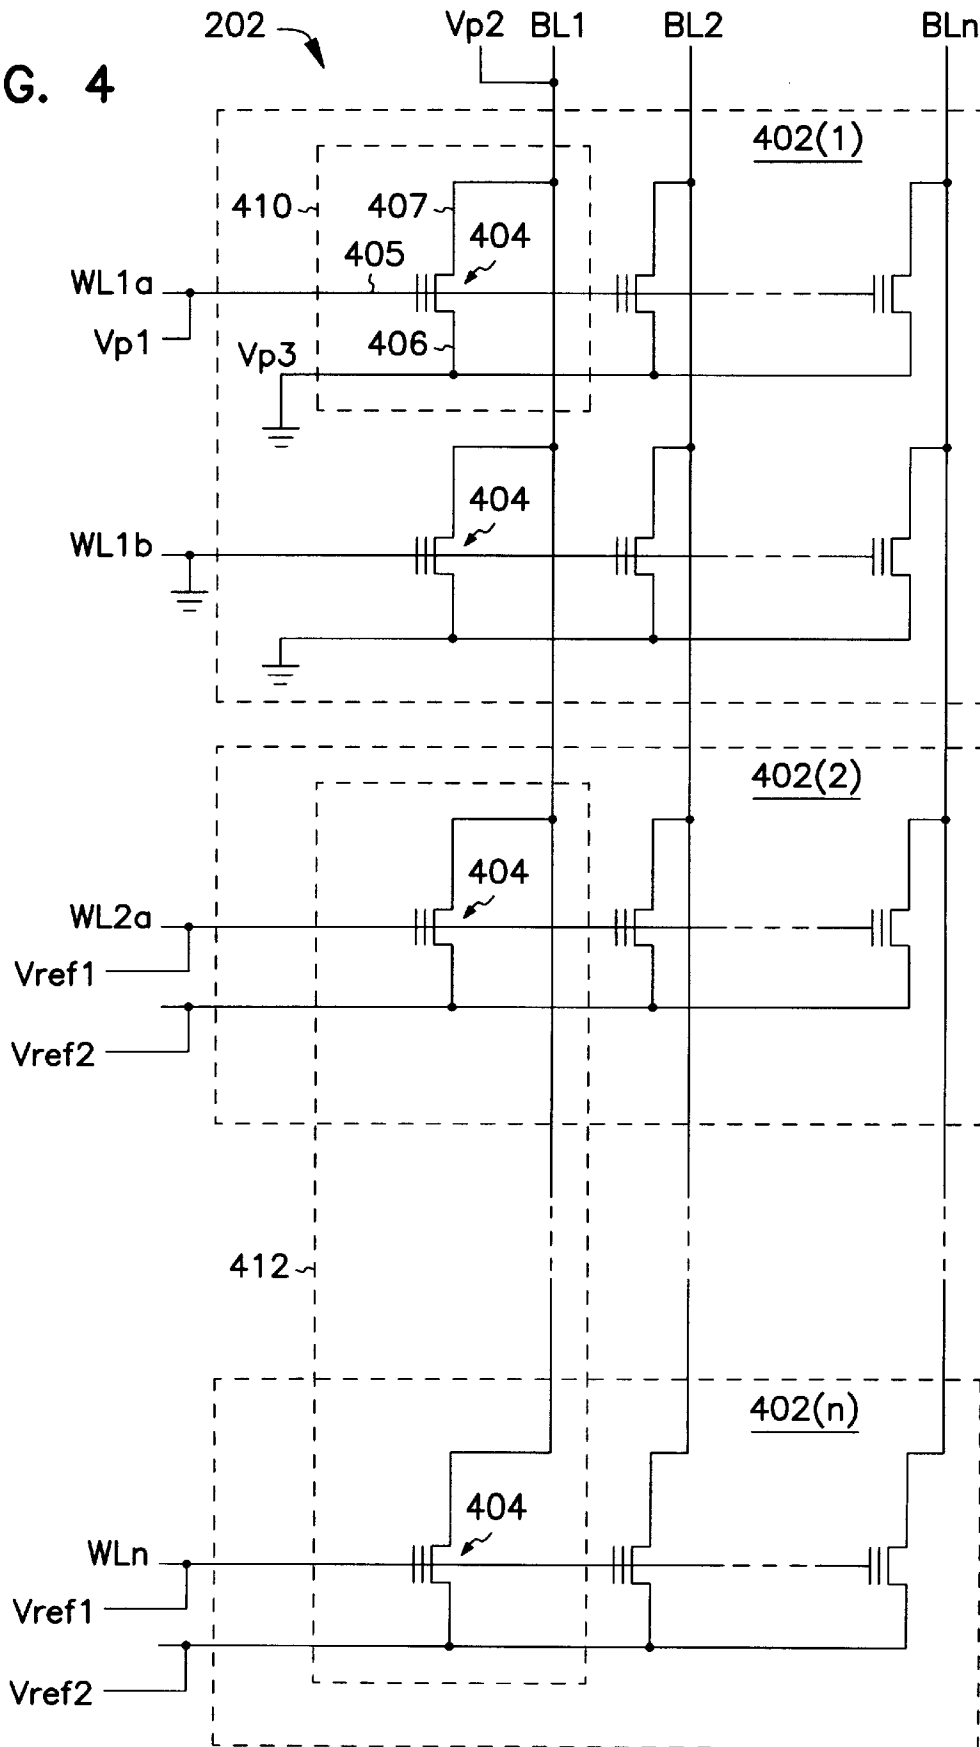 202 Vp2 BL1 BL2 BLn
G. 4
402(1)
410 407
404
405
WL1a
Vp1 406
Vp3
404
WL1b
402(2)
404
WL2a
Vref1
Vref2
412
402(n)
404
WLn
Vref1
Vref2